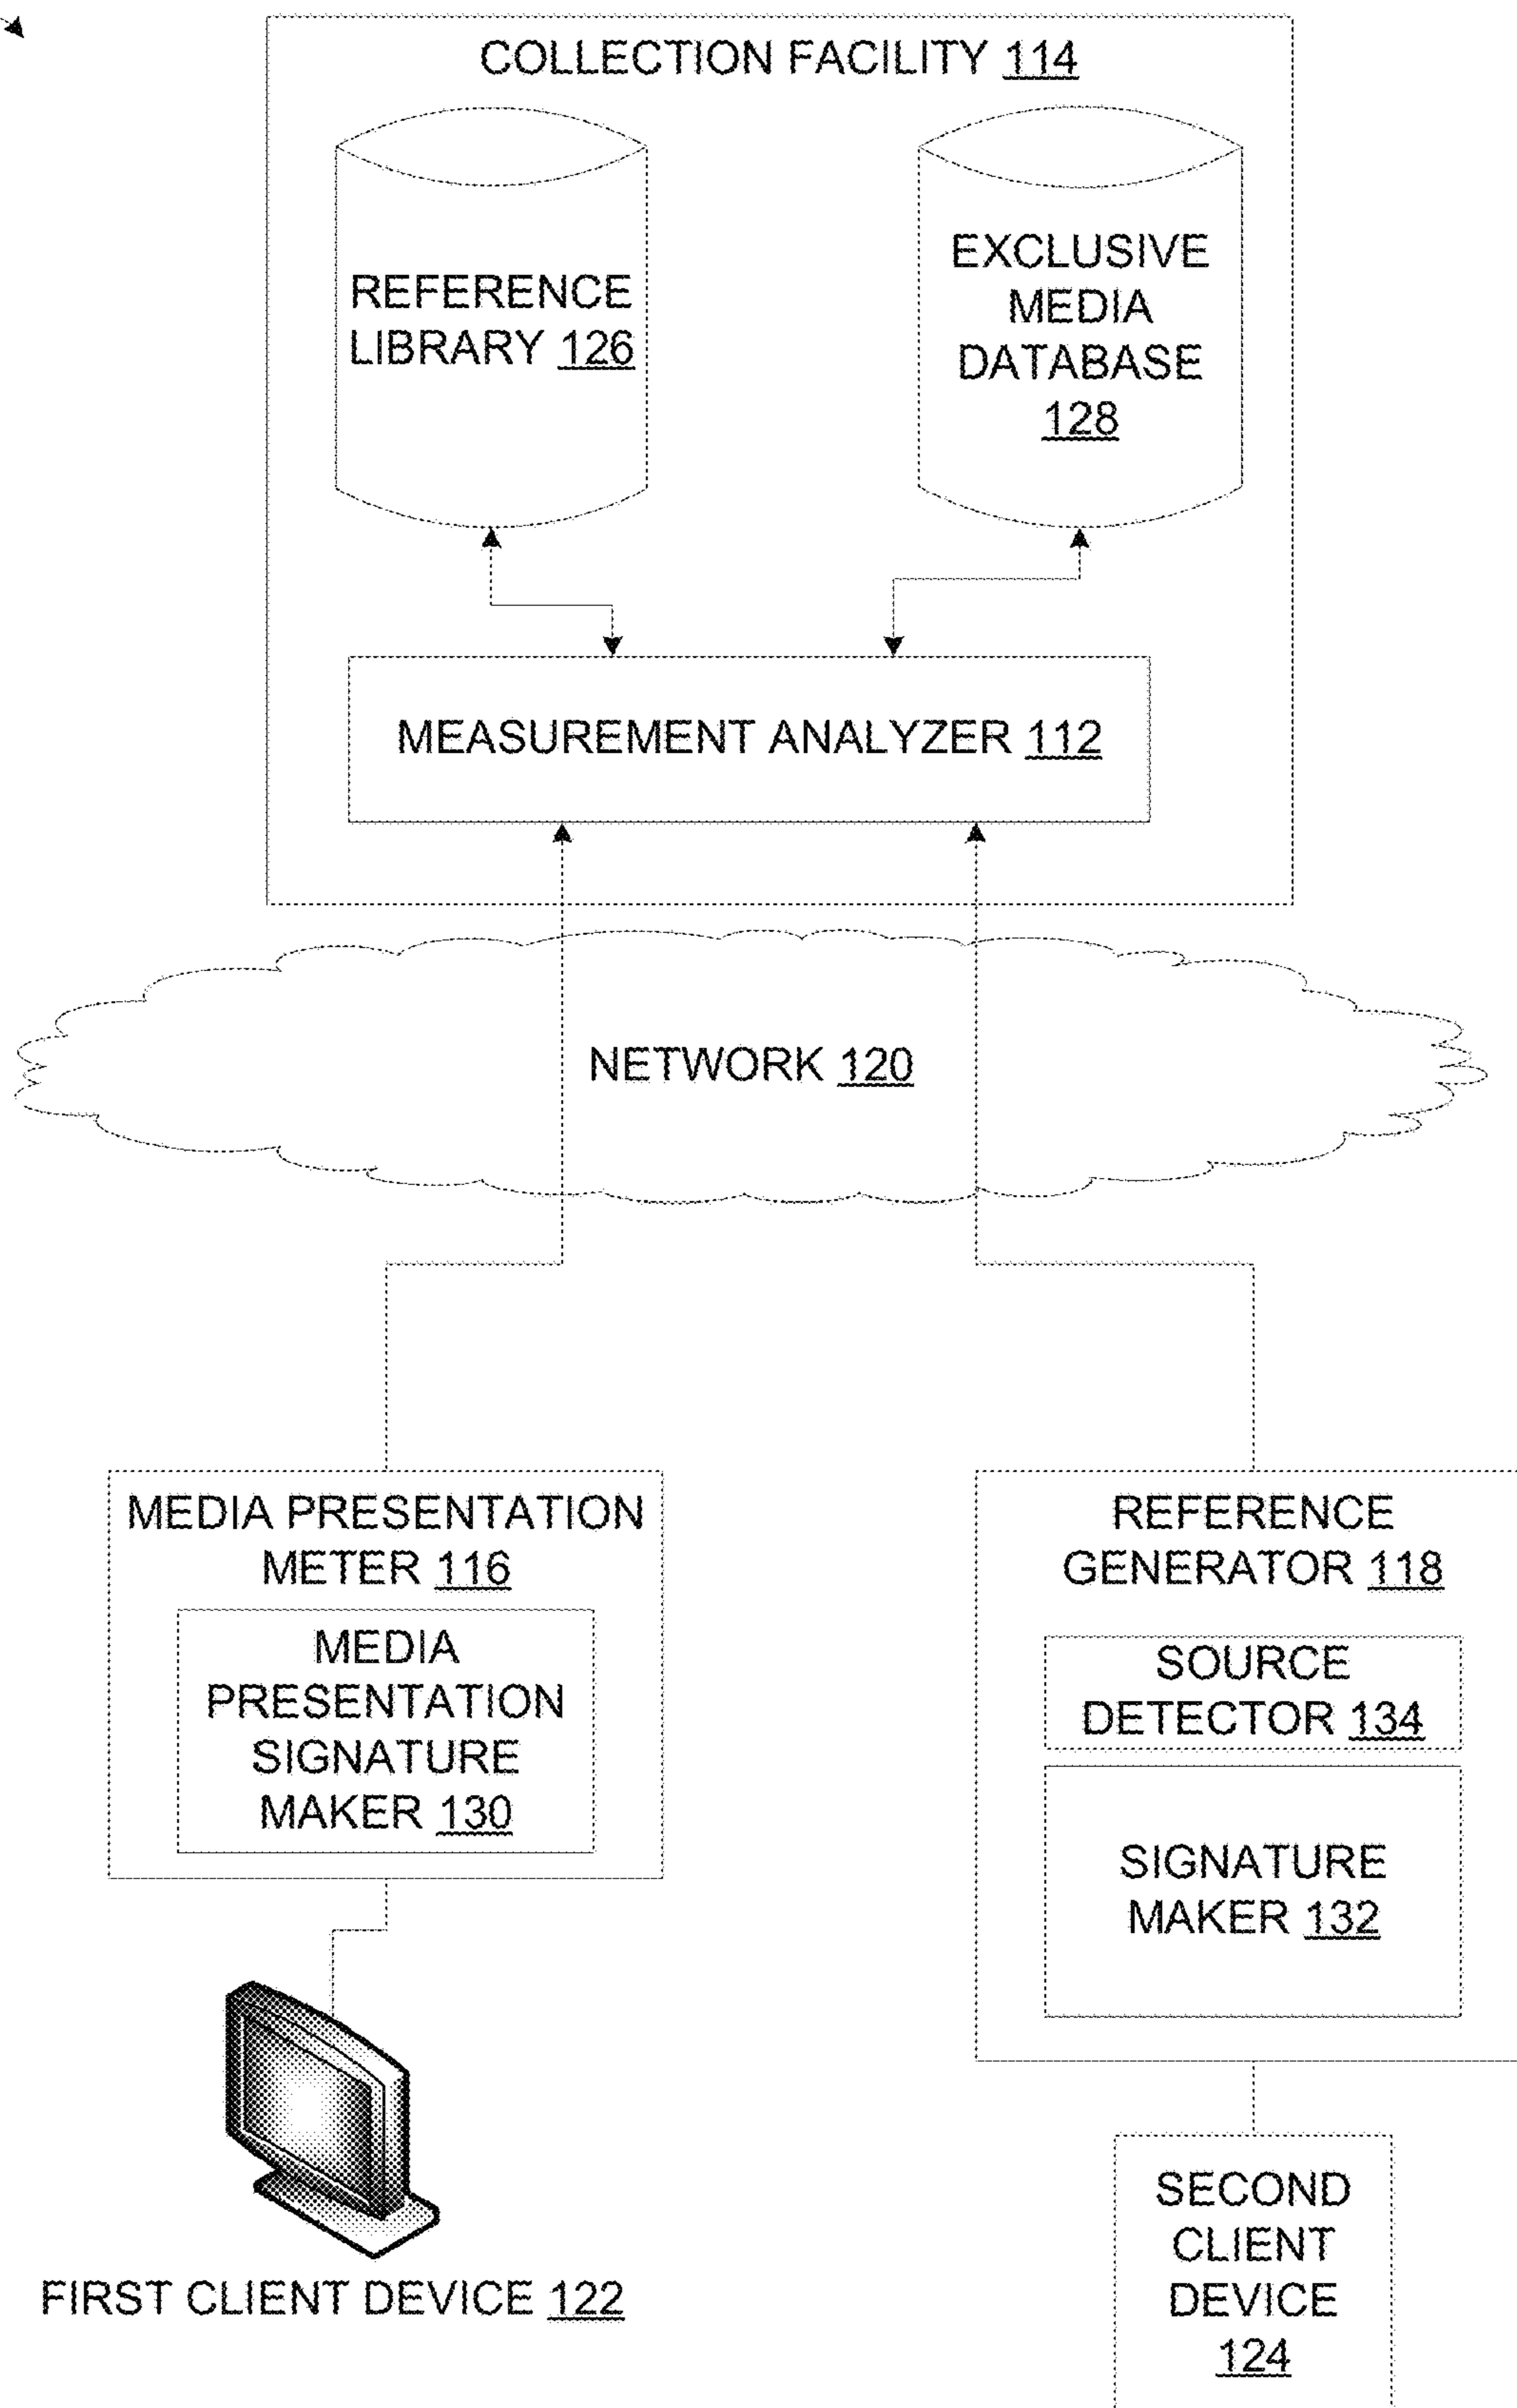 COLLECTION FACILITY 114
REFERENCE
LIBRARY 126
EXCLUSIVE
MEDIA
DATABASE
128
MEASUREMENT ANALYZER 112
NETWORK 120
MEDIA PRESENTATION
METER 116
MEDIA
PRESENTATION
SIGNATURE
MAKER 130
REFERENCE
GENERATOR 118
SOURCE
DETECTOR 134
SIGNATURE
MAKER 132
FIRST CLIENT DEVICE 122
SECOND
CLIENT
DEVICE
124